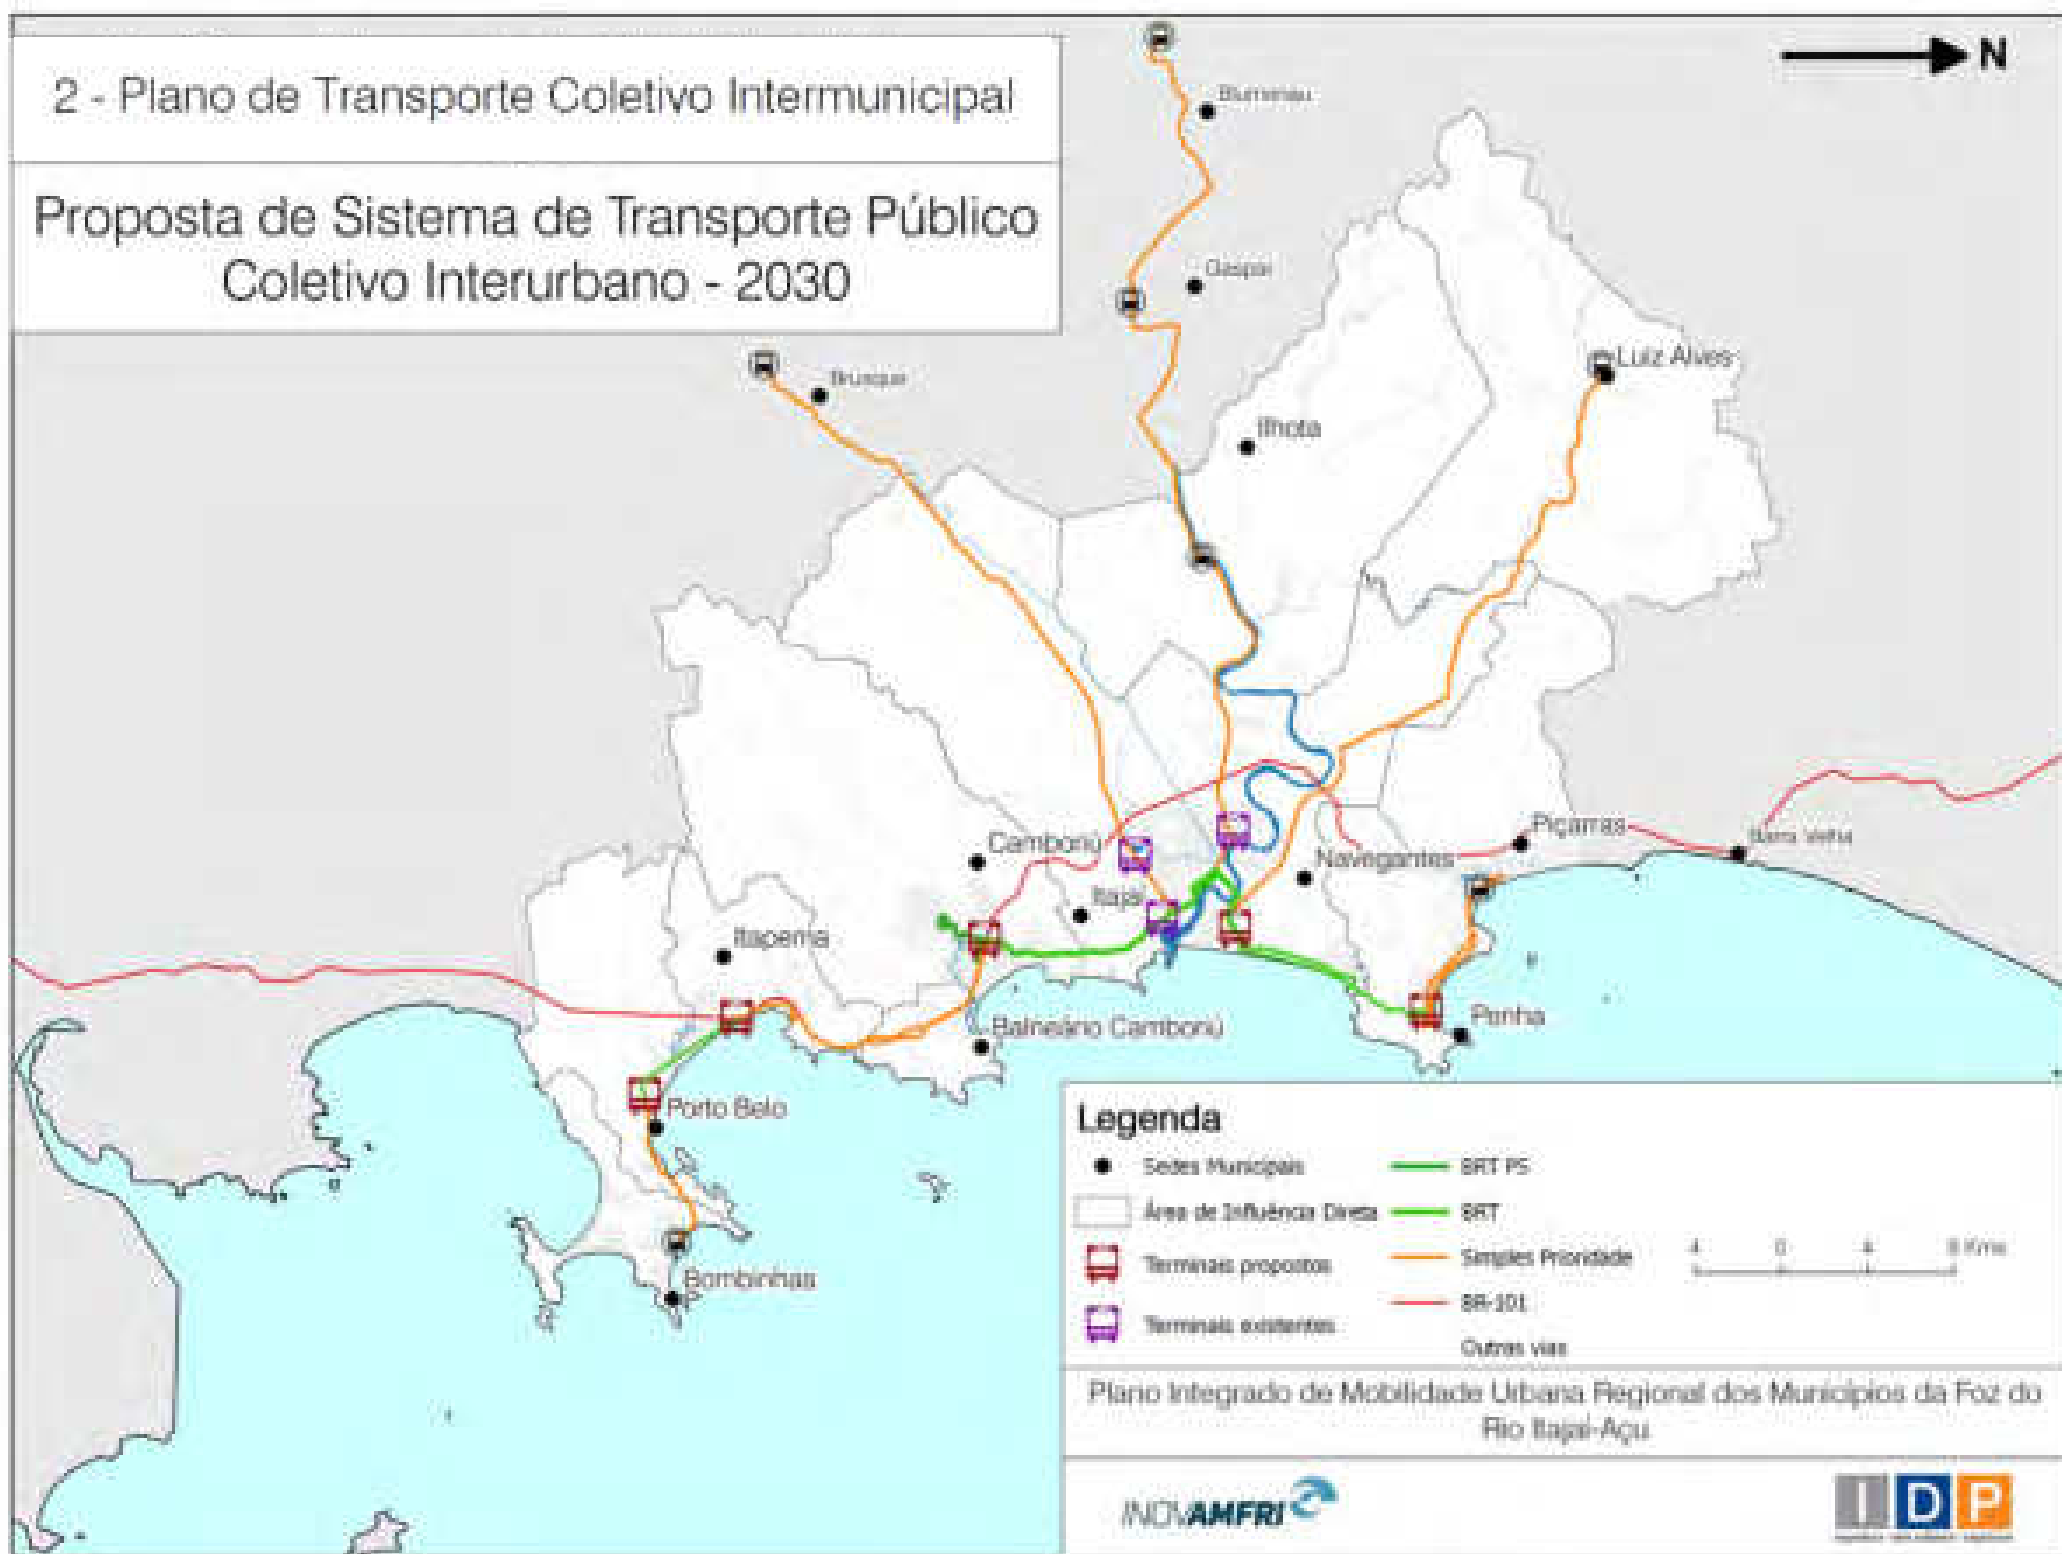 2 - Plano de Transporte Coletivo Intermunicipal
N
Proposta de Sistema de Transporte Público
Coletivo Interurbano - 2030
Blumenau
Gaspar
Luiz Alves
Brusque
Ilhota
Piçarras
Barra Velha
Camboriú
Navegantes
Itajaí
Itapema
Penha
Balneário Camboriú
Porto Belo
Bombinhas
Legenda
Sedes Municipais
Área de Influência Direta
Terminais propostos
Terminais existentes
BRT PS
BRT
Simples Prioridade
BR-101
Outras vias
4 0 4 8 Kms
Plano Integrado de Mobilidade Urbana Regional dos Municípios da Foz do
Rio Itajaí-Açu
INOVAMFRI
IDP